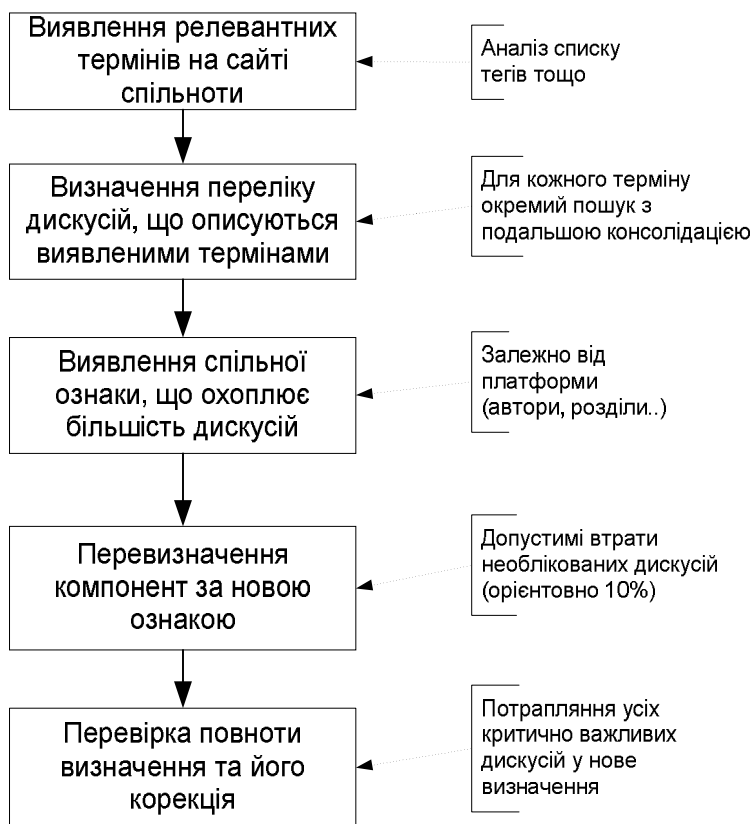 Виявлення релевантних
термінів на сайті
спільноти
Аналіз списку
тегів тощо
Визначення переліку
дискусій, що описуються
виявленими термінами
Для кожного терміну
окремий пошук з
подальшою консолідацією
Виявлення спільної
ознаки, що охоплює
більшість дискусій
Залежно від
платформи
(автори, розділи..)
Перевизначення
компонент за новою
ознакою
Допустимі втрати
необлікованих дискусій
(орієнтовно 10%)
Перевірка повноти
визначення та його
корекція
Потрапляння усіх
критично важливих
дискусій у нове
визначення